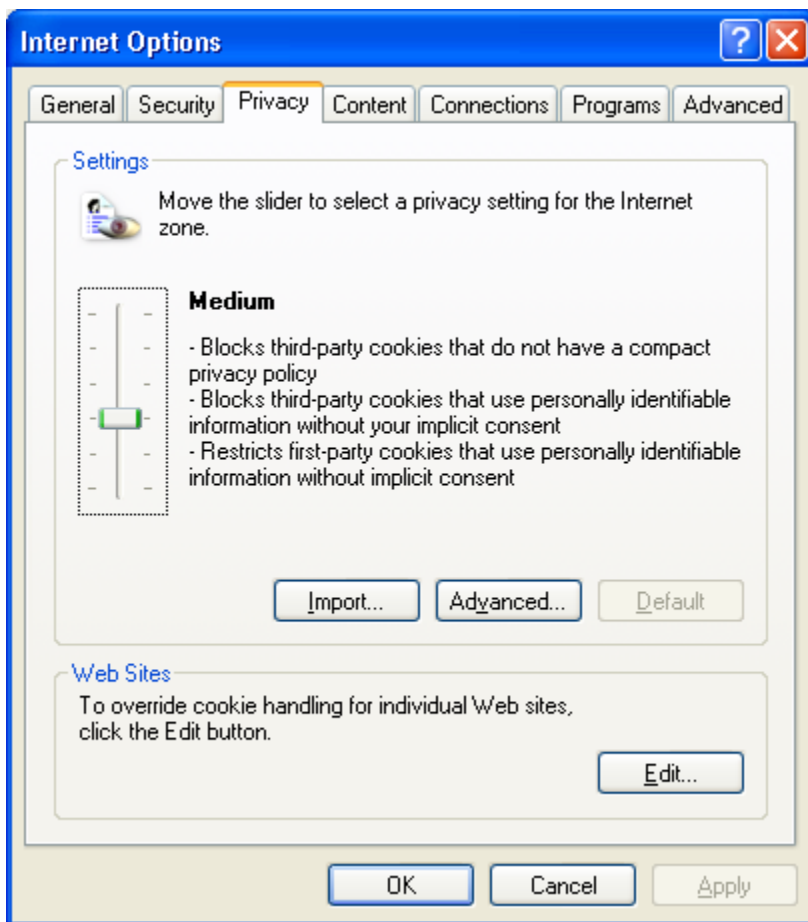 Internet Options
General Security Privacy Content Connections Programs Advanced
Settings
Move the slider to select a privacy setting for the Internet
zone.
Medium
- Blocks third-party cookies that do not have a compact
privacy policy
- Blocks third-party cookies that use personally identifiable
information without your implicit consent
- Restricts first-party cookies that use personally identifiable
information without implicit consent
Import... Advanced... Default
Web Sites
To override cookie handling for individual Web sites,
click the Edit button.
Edit...
OK Cancel Apply